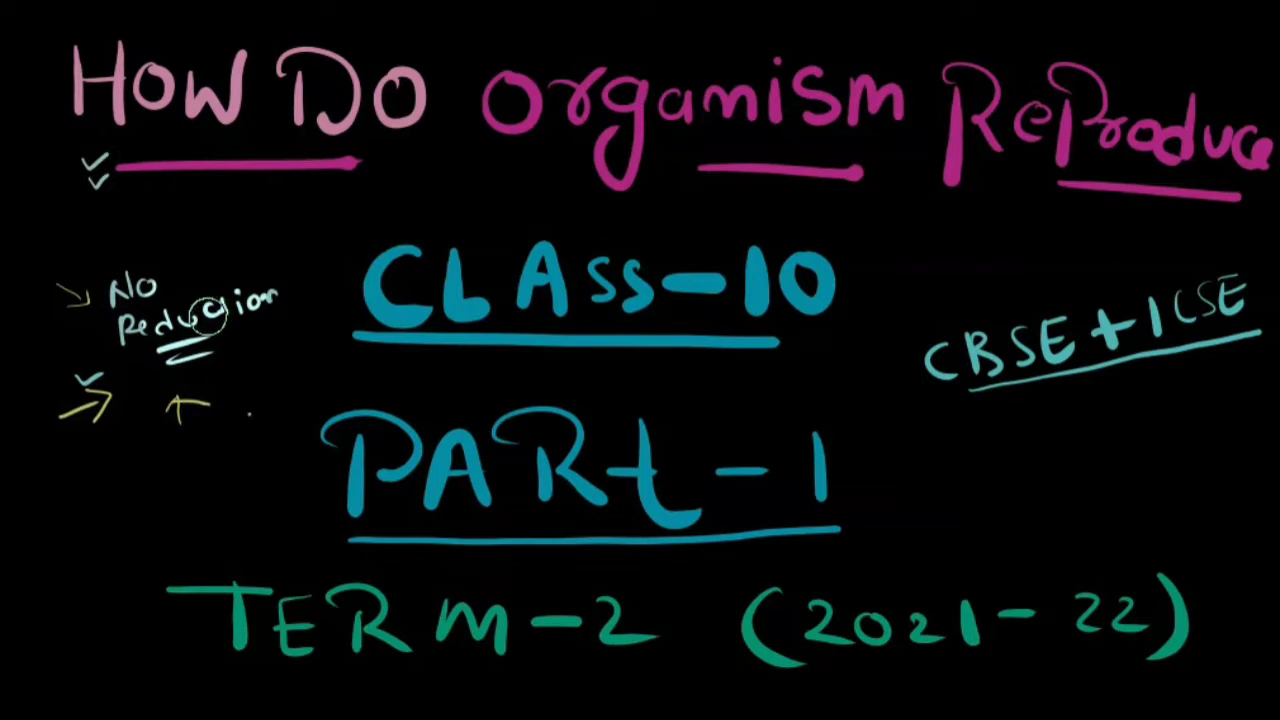 HOW DO Organism ReProduce
CLASS-10
No
Reduction
CBSE + ICSE
PARt - 1
TERM-2 (2021-22)